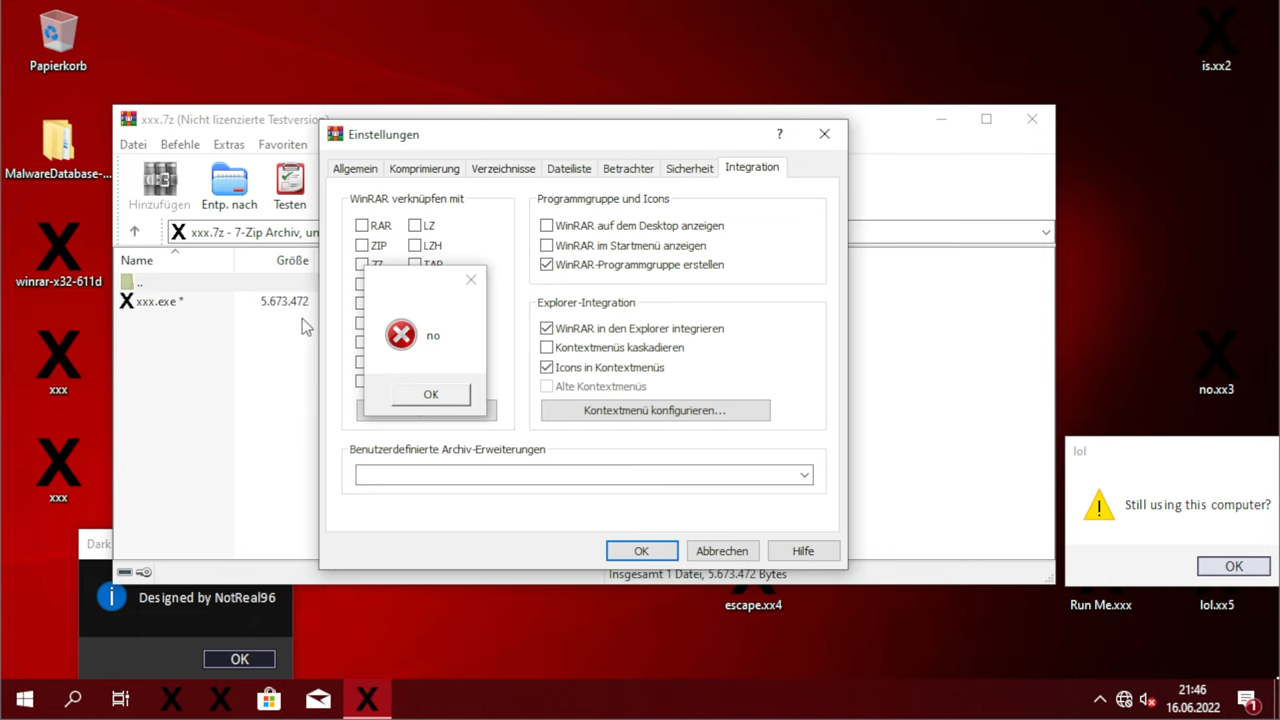 Papierkorb
MalwareDatabase-...
winrar-x32-611d
xxx
xxx
is.xx2
no.xx3
escape.xx4
Run Me.xxx
lol.xx5
xxx.7z (Nicht lizenzierte Testversion)
Datei Befehle Extras Favoriten
Hinzufügen Entp. nach Testen
xxx.7z - 7-Zip Archiv, un
Name Größe
..
xxx.exe * 5.673.472
Insgesamt 1 Datei, 5.673.472 Bytes
Einstellungen
?
Allgemein Komprimierung Verzeichnisse Dateiliste Betrachter Sicherheit Integration
WinRAR verknüpfen mit
RAR LZ
ZIP LZH
7Z TAR
Programmgruppe und Icons
WinRAR auf dem Desktop anzeigen
WinRAR im Startmenü anzeigen
WinRAR-Programmgruppe erstellen
Explorer-Integration
WinRAR in den Explorer integrieren
Kontextmenüs kaskadieren
Icons in Kontextmenüs
Alte Kontextmenüs
Kontextmenü konfigurieren...
Benutzerdefinierte Archiv-Erweiterungen
OK Abbrechen Hilfe
no
OK
lol
Still using this computer?
OK
Dark
Designed by NotReal96
OK
21:46
16.06.2022
1